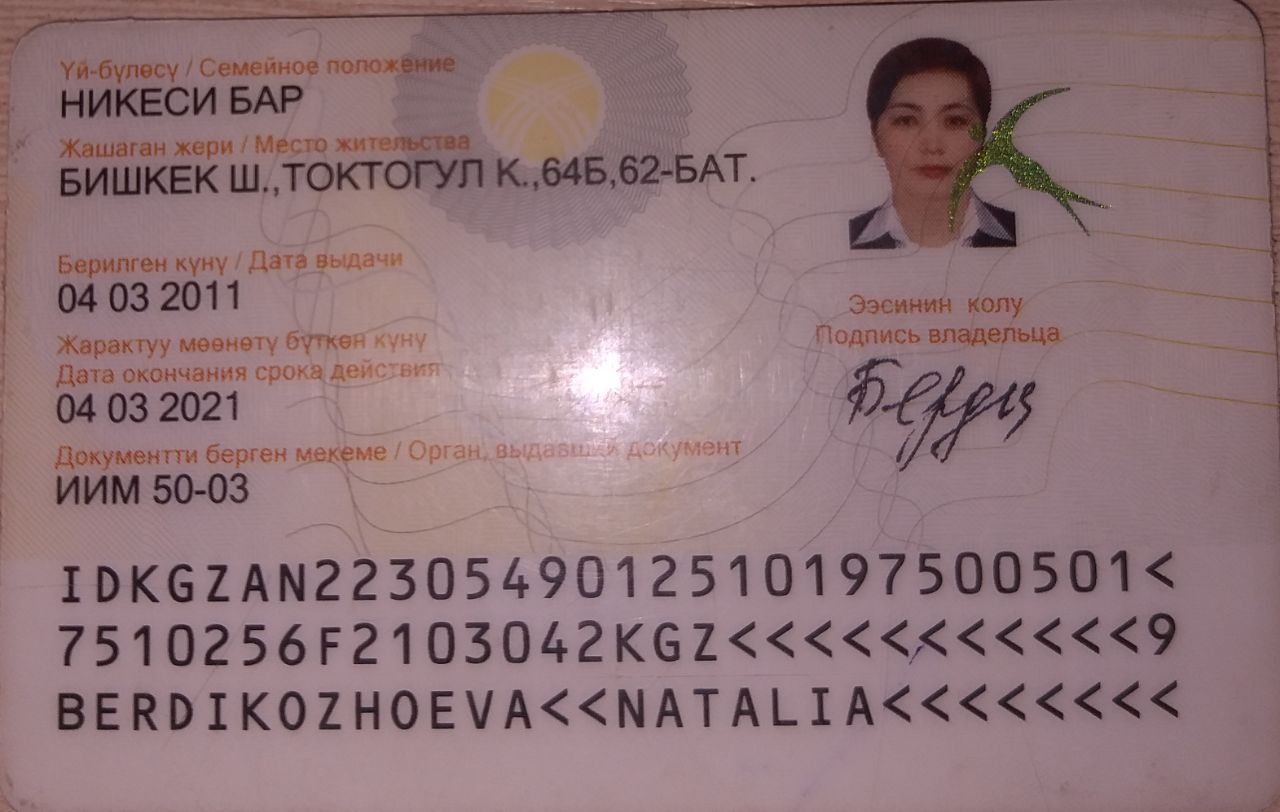 Үй-бүлөсү / Семейное положение
НИКЕСИ БАР
Жашаган жери / Место жительства
БИШКЕК Ш.,ТОКТОГУЛ К.,64Б,62-БАТ.
Берилген күнү / Дата выдачи
04 03 2011
Жарактуу мөөнөтү бүткөн күнү
Дата окончания срока действия
04 03 2021
Документти берген мекеме / Орган, выдавший документ
ИИМ 50-03
Ээсинин колу
Подпись владельца
Берди
IDKGZAN2230549012510197500501<
7510256F2103042KGZ<<<<<<<<<<<9
BERDIKOZHOEVA<<NATALIA<<<<<<<<